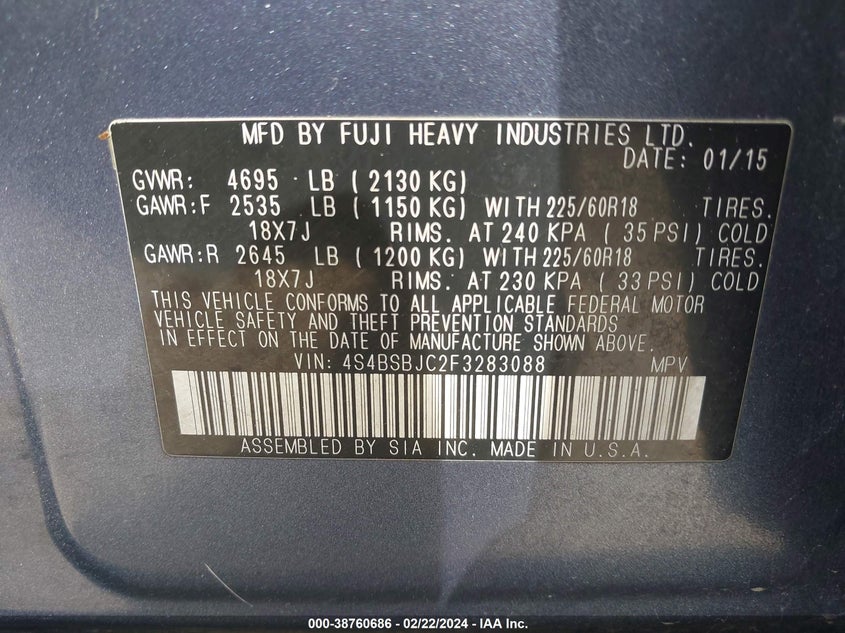 MFD BY FUJI HEAVY INDUSTRIES LTD.
DATE: 01/15
GVWR: 4695 LB ( 2130 KG)
GAWR:F 2535 LB ( 1150 KG) WITH 225/60R18 TIRES.
18X7J RIMS. AT 240 KPA ( 35 PSI) COLD
GAWR:R 2645 LB ( 1200 KG) WITH 225/60R18 TIRES.
18X7J RIMS. AT 230 KPA ( 33 PSI) COLD
THIS VEHICLE CONFORMS TO ALL APPLICABLE FEDERAL MOTOR
VEHICLE SAFETY AND THEFT PREVENTION STANDARDS
IN EFFECT ON THE DATE OF MANUFACTURE SHOWN ABOVE.
VIN: 4S4BSBJC2F3283088 MPV
ASSEMBLED BY SIA INC. MADE IN U.S.A.
000-38760686 - 02/22/2024 - IAA Inc.